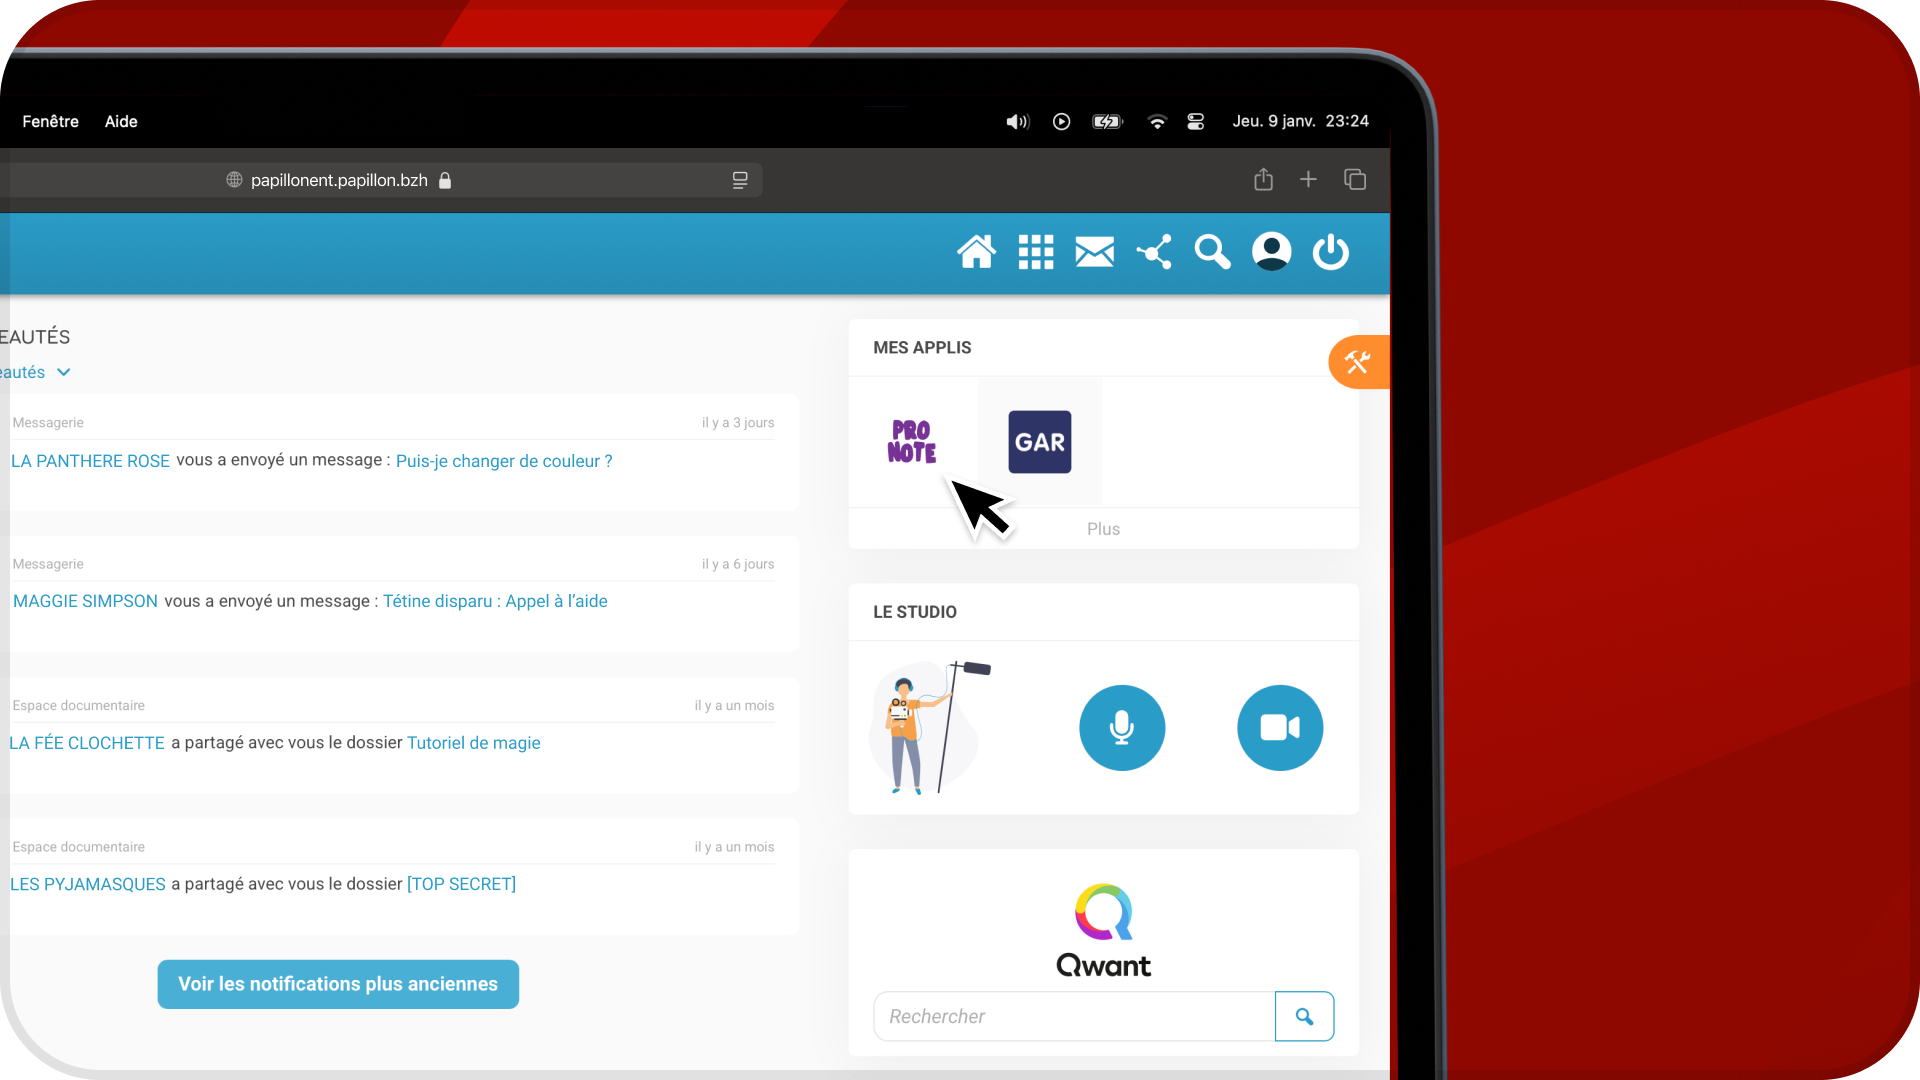 Fenêtre Aide
Jeu. 9 janv. 23:24
papillonent.papillon.bzh
EAUTÉS
eautés
Messagerie il y a 3 jours
LA PANTHERE ROSE vous a envoyé un message : Puis-je changer de couleur ?
Messagerie il y a 6 jours
MAGGIE SIMPSON vous a envoyé un message : Tétine disparu : Appel à l’aide
Espace documentaire il y a un mois
LA FÉE CLOCHETTE a partagé avec vous le dossier Tutoriel de magie
Espace documentaire il y a un mois
LES PYJAMASQUES a partagé avec vous le dossier [TOP SECRET]
Voir les notifications plus anciennes
MES APPLIS
PRO
NOTE
GAR
Plus
LE STUDIO
Qwant
Rechercher